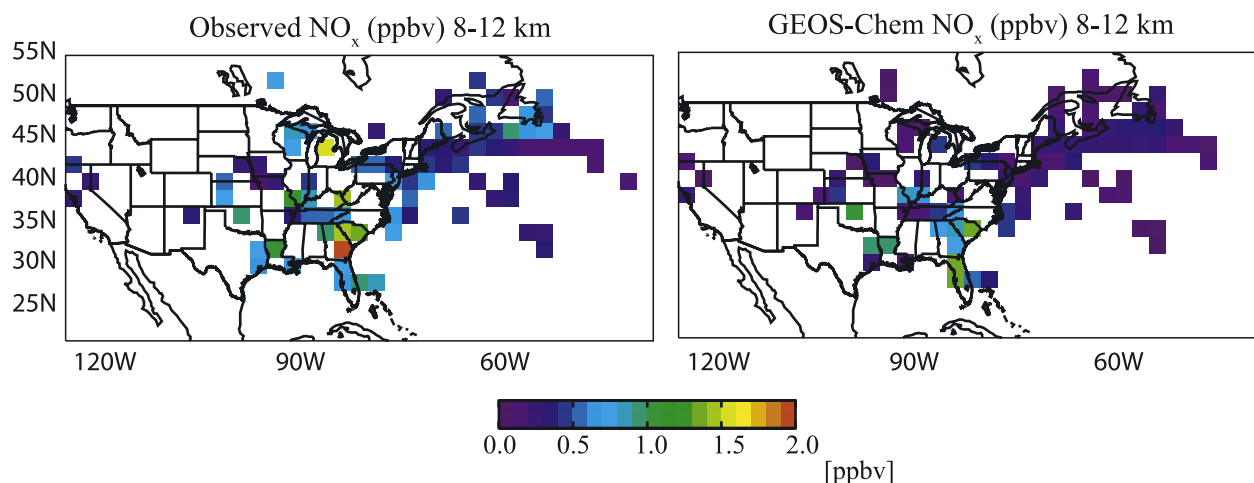 Observed NOx (ppbv) 8-12 km
GEOS-Chem NOx (ppbv) 8-12 km
55N
50N
45N
40N
35N
30N
25N
120W
90W
60W
120W
90W
60W
0.0
0.5
1.0
1.5
2.0
[ppbv]